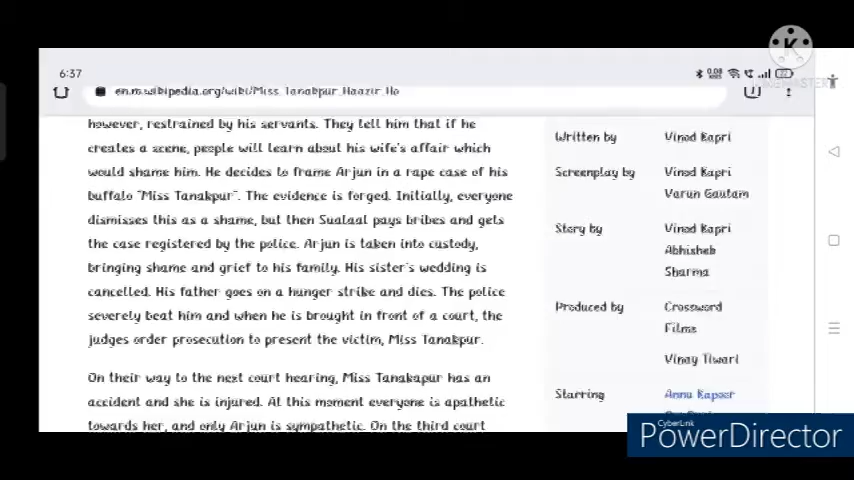 6:37
en.m.wikipedia.org/wiki/Miss_Tanakpur_Haazir_Ho
however, restrained by his servants. They tell him that if he
creates a scene, people will learn about his wife's affair which
would shame him. He decides to frame Arjun in a rape case of his
buffalo "Miss Tanakpur". The evidence is forged. Initially, everyone
dismisses this as a shame, but then Sualaal pays bribes and gets
the case registered by the police. Arjun is taken into custody,
bringing shame and grief to his family. His sister's wedding is
cancelled. His father goes on a hunger strike and dies. The police
severely beat him and when he is brought in front of a court, the
judges order prosecution to present the victim, Miss Tanakpur.
On their way to the next court hearing, Miss Tanakapur has an
accident and she is injured. At this moment everyone is apathetic
towards her, and only Arjun is sympathetic. On the third court
Written by Vinod Kapri
Screenplay by Vinod Kapri
Varun Gautam
Story by Vinod Kapri
Abhishek
Sharma
Produced by Crossword
Films
Vinay Tiwari
Starring Annu Kapoor
CyberLink
PowerDirector